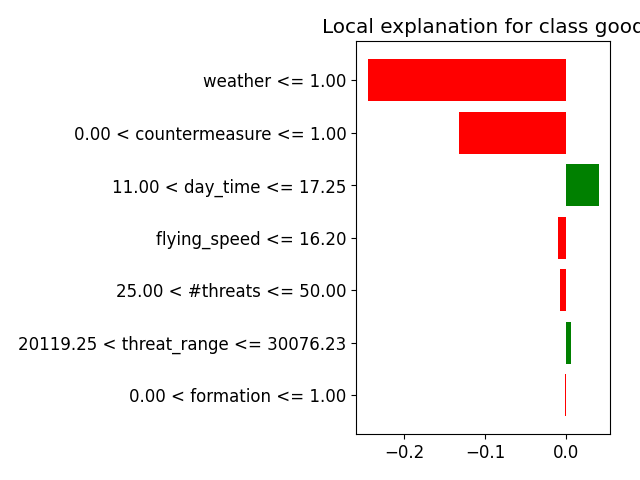 Local explanation for class good
weather <= 1.00
0.00 < countermeasure <= 1.00
11.00 < day_time <= 17.25
flying_speed <= 16.20
25.00 < #threats <= 50.00
20119.25 < threat_range <= 30076.23
0.00 < formation <= 1.00
−0.2 −0.1 0.0